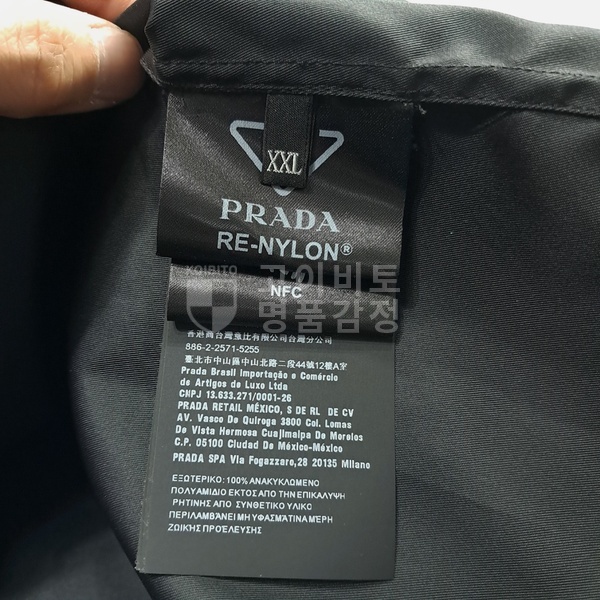 XXL
PRADA
RE-NYLON®
XOIBITO
고이비토
명품감정
NFC
香港商台灣普比有限公司台灣分公司
886-2-2571-5255
臺北市中山區中山北路二段44號12樓A室
Prada Brasil Importação e Comércio
de Artigos de Luxo Ltda
CNPJ 13.633.271/0001-26
PRADA RETAIL MÉXICO, S DE RL DE CV
AV. Vasco De Quiroga 3800 Col. Lomas
De Vista Hermosa Cuajimalpa De Morelos
C.P. 05100 Ciudad De México-México
PRADA SPA Via Fogazzaro,28 20135 Milano
ΕΞΩΤΕΡΙΚΟ: 100% ΑΝΑΚΥΚΛΩΜΕΝΟ
ΠΟΛΥΑΜΙΔΙΟ ΕΚΤΟΣ ΑΠΟ ΤΗΝ ΕΠΙΚΑΛΥΨΗ
ΡΗΤΙΝΗΣ ΑΠΟ ΣΥΝΘΕΤΙΚΟ ΥΛΙΚΟ
ΠΕΡΙΛΑΜΒΑΝΕΙ ΜΗ ΥΦΑΣΜΑΤΙΝΑ ΜΕΡΗ
ΖΩΙΚΗΣ ΠΡΟΕΛΕΥΣΗΣ